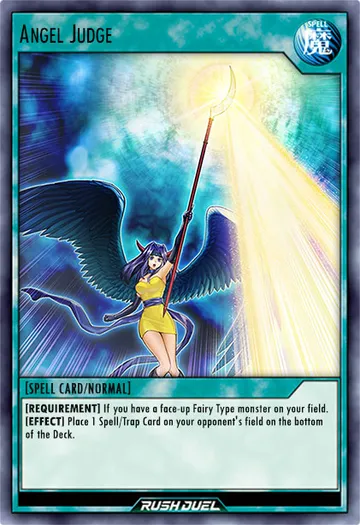 ANGEL JUDGE
SPELL
魔
[SPELL CARD/NORMAL]
[REQUIREMENT] If you have a face-up Fairy Type monster on your field.
[EFFECT] Place 1 Spell/Trap Card on your opponent's field on the bottom
of the Deck.
RUSH DUEL